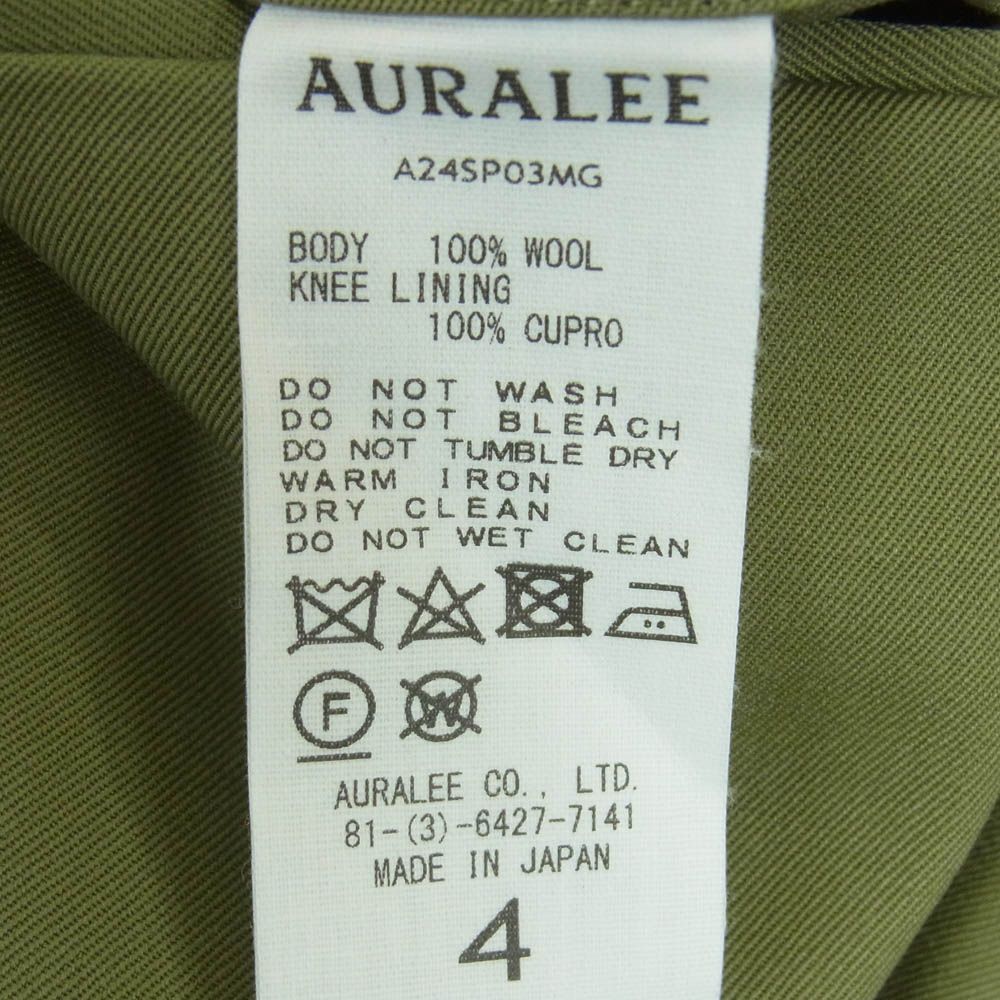 AURALEE
A24SP03MG
BODY 100% WOOL
KNEE LINING
100% CUPRO
DO NOT WASH
DO NOT BLEACH
DO NOT TUMBLE DRY
WARM IRON
DRY CLEAN
DO NOT WET CLEAN
F W
AURALEE CO., LTD.
81-(3)-6427-7141
MADE IN JAPAN
4